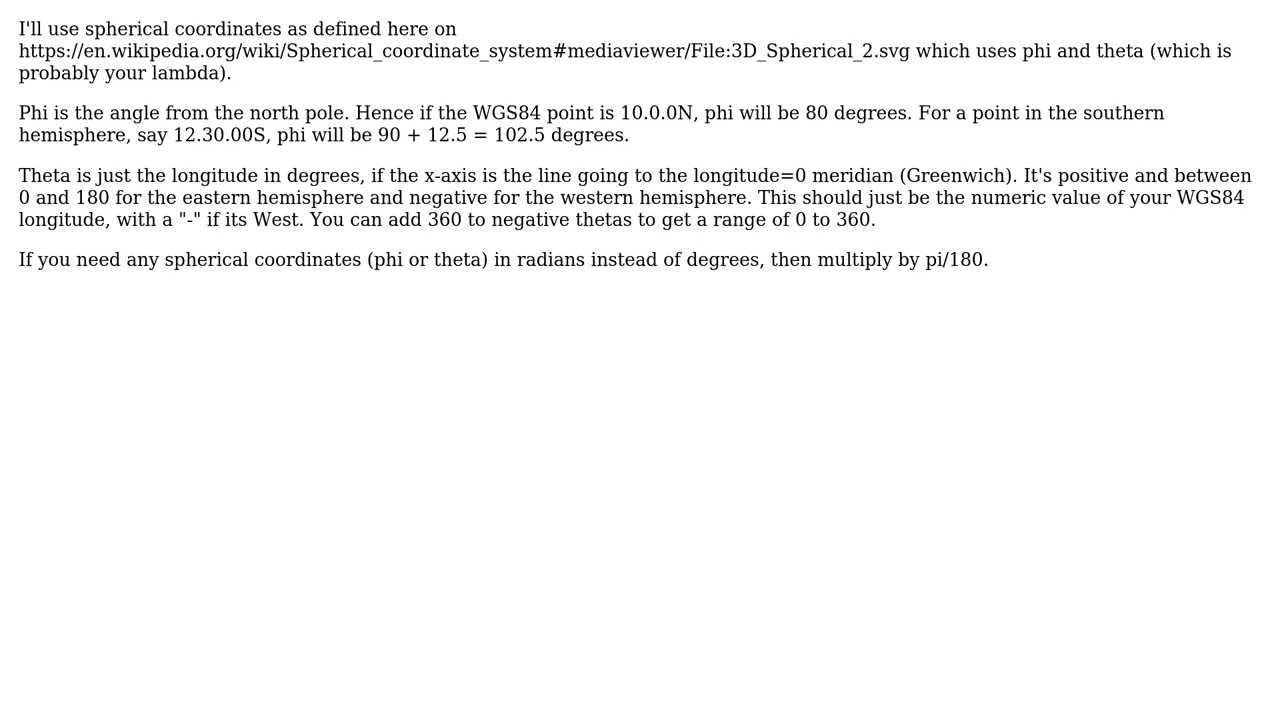 I'll use spherical coordinates as defined here on
https://en.wikipedia.org/wiki/Spherical_coordinate_system#mediaviewer/File:3D_Spherical_2.svg which uses phi and theta (which is
probably your lambda).
Phi is the angle from the north pole. Hence if the WGS84 point is 10.0.0N, phi will be 80 degrees. For a point in the southern
hemisphere, say 12.30.00S, phi will be 90 + 12.5 = 102.5 degrees.
Theta is just the longitude in degrees, if the x-axis is the line going to the longitude=0 meridian (Greenwich). It's positive and between
0 and 180 for the eastern hemisphere and negative for the western hemisphere. This should just be the numeric value of your WGS84
longitude, with a "-" if its West. You can add 360 to negative thetas to get a range of 0 to 360.
If you need any spherical coordinates (phi or theta) in radians instead of degrees, then multiply by pi/180.